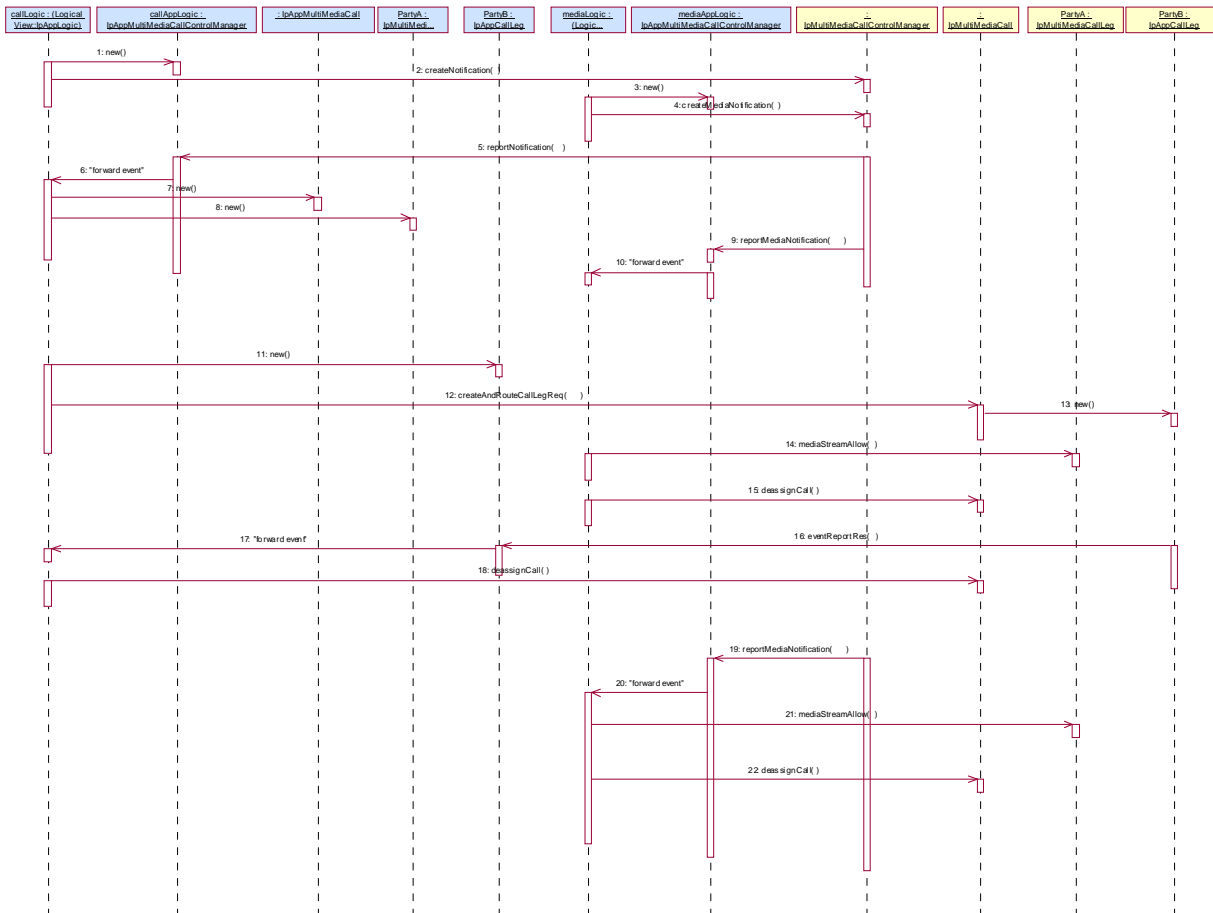 callLogic : (Logical
View::IpAppLogic)
callAppLogic :
IpAppMultiMediaCallControlManager
: IpAppMultiMediaCall
PartyA :
IpMultiMedi...
PartyB :
IpAppCallLeg
mediaLogic :
(Logic...
mediaAppLogic :
IpAppMultiMediaCallControlManager
:
IpMultiMediaCallControlManager
:
IpMultiMediaCall
PartyA :
IpMultiMediaCallLeg
PartyB :
IpAppCallLeg
1: new()
2: createNotification( )
3: new()
4: createMediaNotification( )
5: reportNotification( )
6: "forward event"
7: new()
8: new()
9: reportMediaNotification( )
10: "forward event"
11: new()
12: createAndRouteCallLegReq( )
13: new()
14: mediaStreamAllow( )
15: deassignCall( )
16: eventReportRes( )
17: "forward event"
18: deassignCall( )
19: reportMediaNotification( )
20: "forward event"
21: mediaStreamAllow( )
22: deassignCall( )